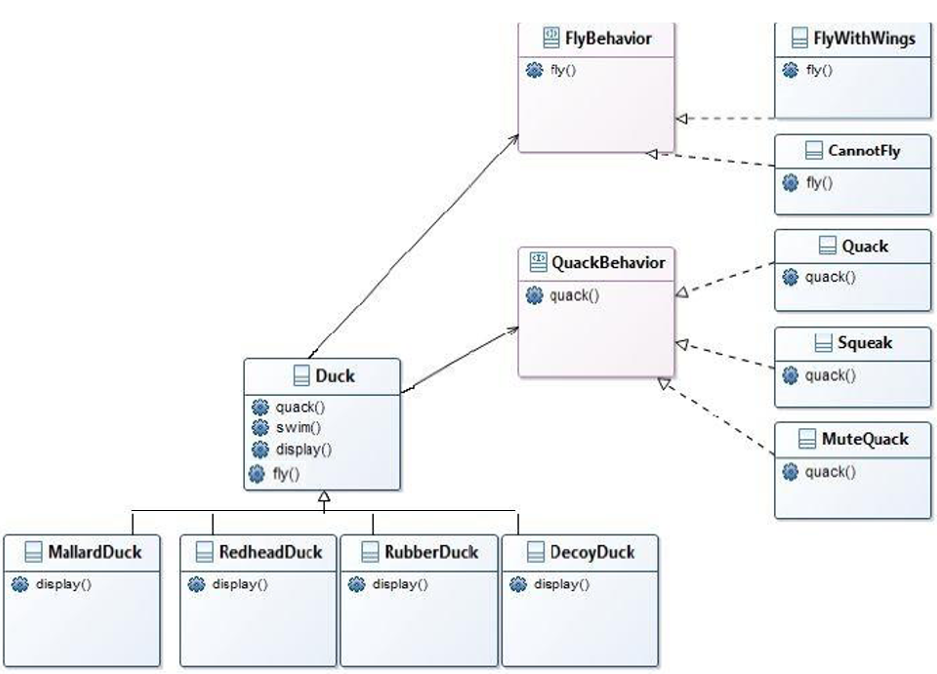 FlyBehavior
fly()
FlyWithWings
fly()
CannotFly
fly()
QuackBehavior
quack()
Quack
quack()
Squeak
quack()
MuteQuack
quack()
Duck
quack()
swim()
display()
fly()
MallardDuck
display()
RedheadDuck
display()
RubberDuck
display()
DecoyDuck
display()